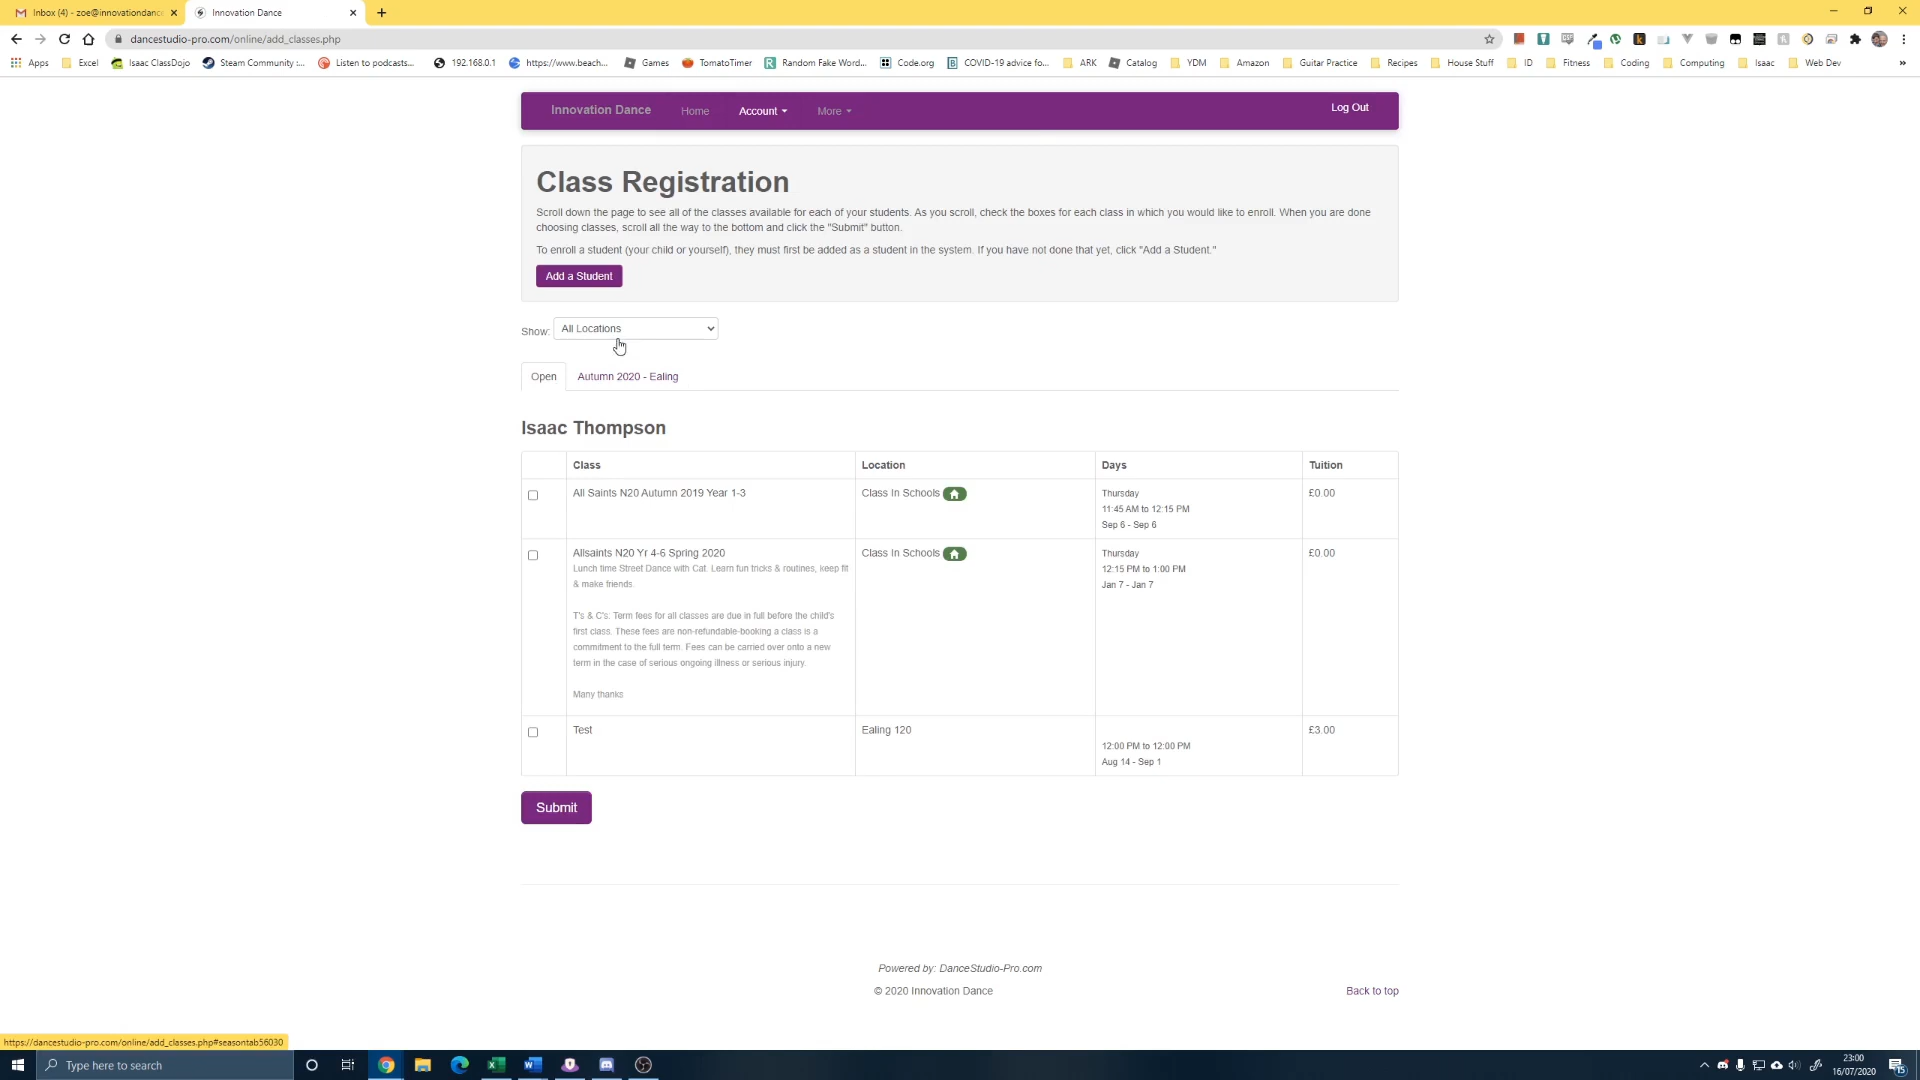 Inbox (4) - zoe@innovationdanc
Innovation Dance
dancestudio-pro.com/online/add_classes.php
Apps Excel Isaac ClassDojo Steam Community :... Listen to podcasts... 192.168.0.1 https://www.beach... Games TomatoTimer Random Fake Word... Code.org COVID-19 advice fo... ARK Catalog YDM Amazon Guitar Practice Recipes House Stuff ID Fitness Coding Computing Isaac Web Dev »
Innovation Dance Home Account More Log Out
Class Registration
Scroll down the page to see all of the classes available for each of your students. As you scroll, check the boxes for each class in which you would like to enroll. When you are done
choosing classes, scroll all the way to the bottom and click the "Submit" button.
To enroll a student (your child or yourself), they must first be added as a student in the system. If you have not done that yet, click "Add a Student."
Add a Student
Show: All Locations
Open Autumn 2020 - Ealing
Isaac Thompson
Class Location Days Tuition
All Saints N20 Autumn 2019 Year 1-3 Class In Schools Thursday £0.00
11:45 AM to 12:15 PM
Sep 6 - Sep 6
Allsaints N20 Yr 4-6 Spring 2020 Class In Schools Thursday £0.00
Lunch time Street Dance with Cat. Learn fun tricks & routines, keep fit 12:15 PM to 1:00 PM
& make friends. Jan 7 - Jan 7
T's & C's: Term fees for all classes are due in full before the child's
first class. These fees are non-refundable-booking a class is a
commitment to the full term. Fees can be carried over onto a new
term in the case of serious ongoing illness or serious injury.
Many thanks
Test Ealing 120 £3.00
12:00 PM to 12:00 PM
Aug 14 - Sep 1
Submit
Powered by: DanceStudio-Pro.com
© 2020 Innovation Dance Back to top
https://dancestudio-pro.com/online/add_classes.php#seasontab56030
Type here to search
23:00
16/07/2020
15